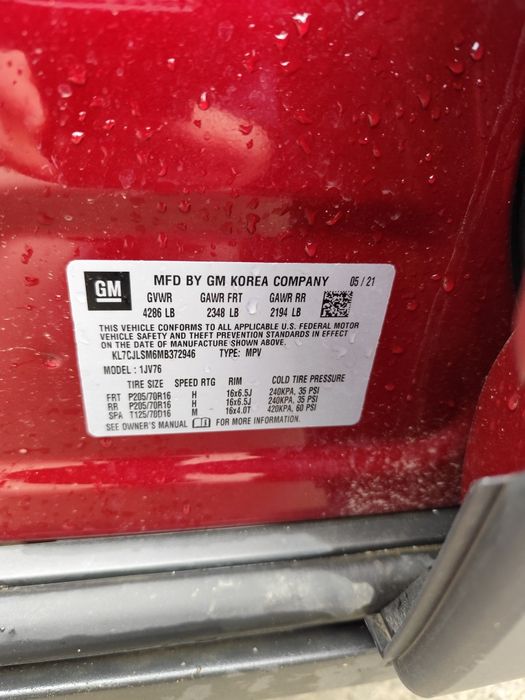 GM MFD BY GM KOREA COMPANY 05 / 21
GVWR GAWR FRT GAWR RR
4286 LB 2348 LB 2194 LB
THIS VEHICLE CONFORMS TO ALL APPLICABLE U.S. FEDERAL MOTOR
VEHICLE SAFETY AND THEFT PREVENTION STANDARDS IN EFFECT
ON THE DATE OF MANUFACTURE SHOWN ABOVE.
KL7CJLSM6MB372946 TYPE: MPV
MODEL: 1JV76
TIRE SIZE SPEED RTG RIM COLD TIRE PRESSURE
FRT P205/70R16 H 16x6.5J 240KPA, 35 PSI
RR P205/70R16 H 16x6.5J 240KPA, 35 PSI
SPA T125/70D16 M 16x4.0T 420KPA, 60 PSI
SEE OWNER'S MANUAL FOR MORE INFORMATION.